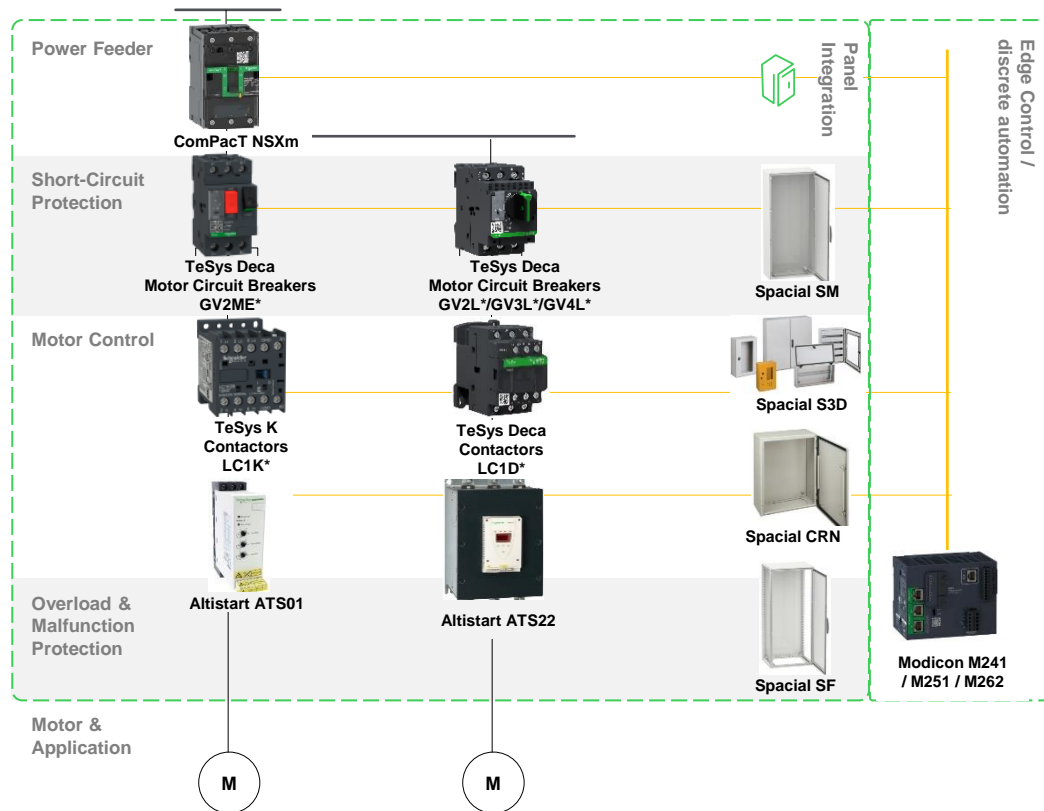 Power Feeder
ComPacT NSXm
Panel
Integration
Edge Control /
discrete automation
Short-Circuit
Protection
TeSys Deca
Motor Circuit Breakers
GV2ME*
TeSys Deca
Motor Circuit Breakers
GV2L*/GV3L*/GV4L*
Spacial SM
Motor Control
TeSys K
Contactors
LC1K*
TeSys Deca
Contactors
LC1D*
Spacial S3D
Spacial CRN
Altistart ATS01
Altistart ATS22
Overload &
Malfunction
Protection
Spacial SF
Modicon M241
/ M251 / M262
Motor &
Application
M
M